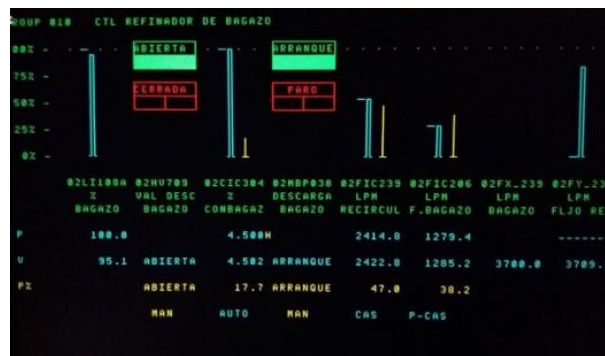 ROUP 010 CTL REFINADOR DE BAGAZO
00% ABIERTA ARRANQUE
75%
CERRADA PARO
50%
25%
0%
02LI108A 02HV709 02CIC304 02MBP038 02FIC239 02FIC206 02FX_239 02FY_23
% VAL DESC % DESCARGA LPM LPM LPM LPM
BAGAZO BAGAZO CONBAGAZ BAGAZO RECIRCUL F.BAGAZO BAGAZO FLJO RE
P 100.0 4.500H 2414.8 1279.4 ------
V 95.1 ABIERTA 4.502 ARRANQUE 2422.8 1285.2 3700.0 3709.
P% ABIERTA 17.7 ARRANQUE 47.0 38.2
MAN AUTO MAN CAS P-CAS